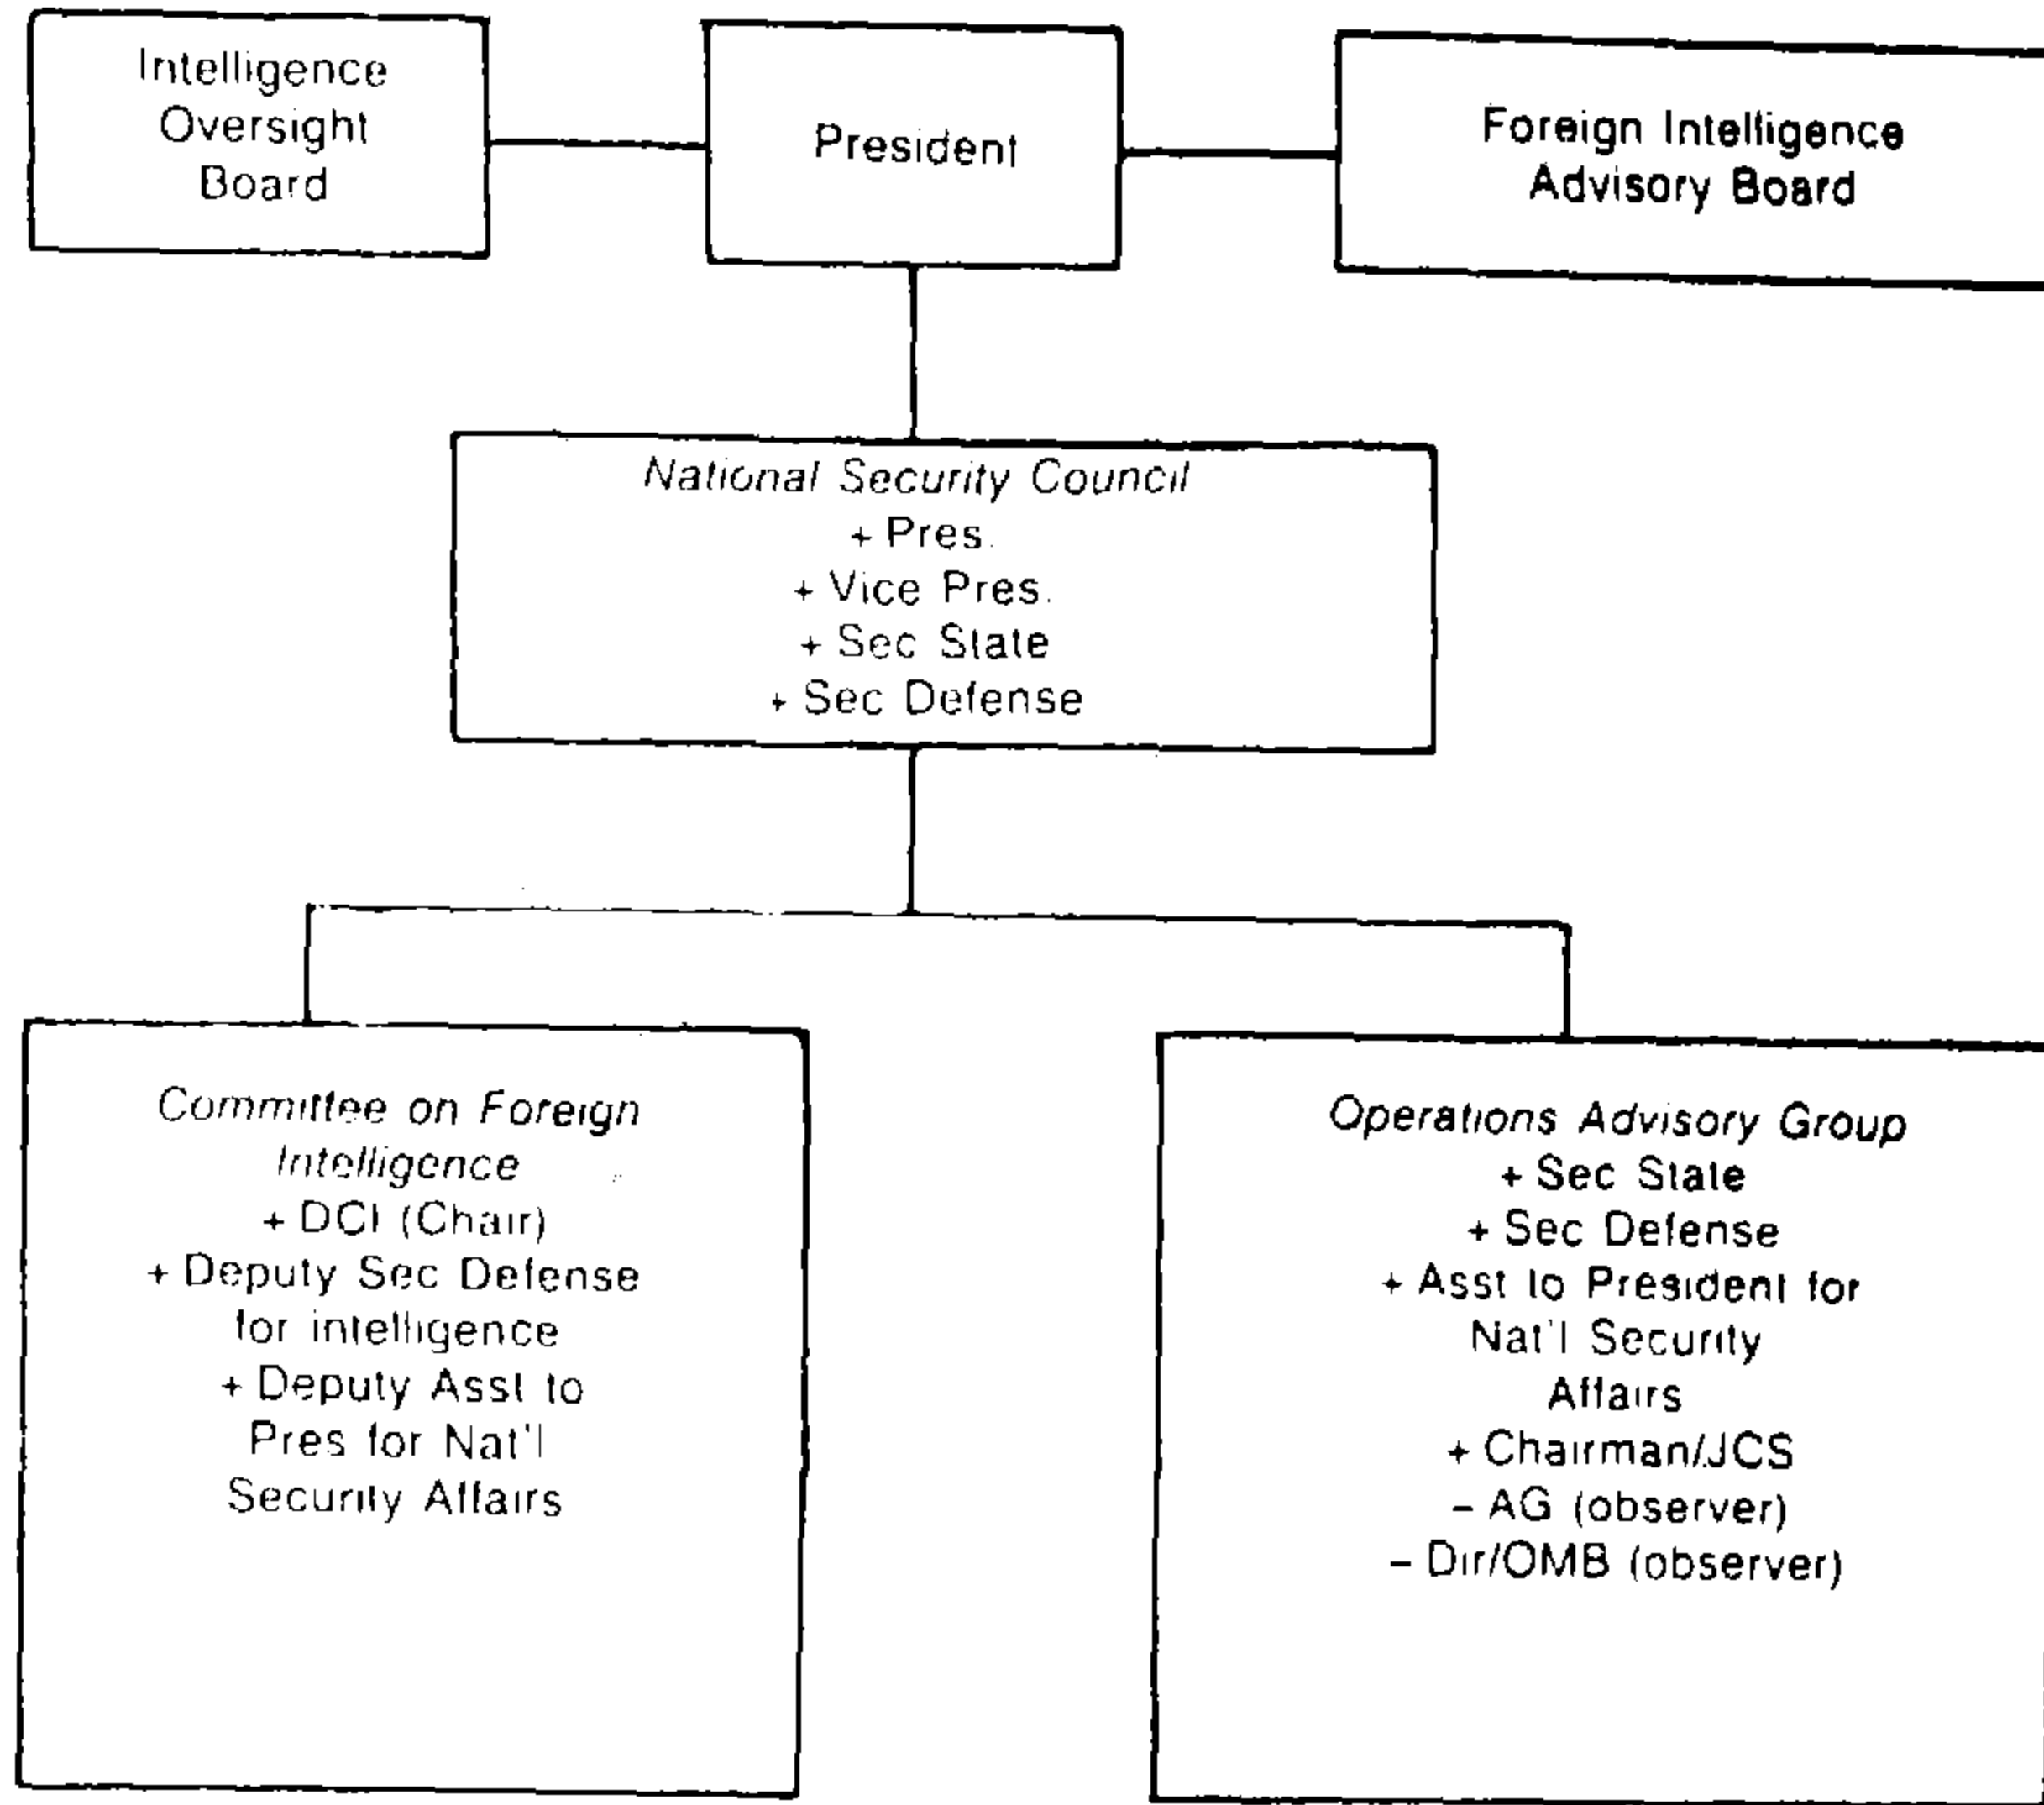 Intelligence
Oversight
Board
President
Foreign Intelligence
Advisory Board
National Security Council
+ Pres.
+ Vice Pres.
+ Sec State
+ Sec Defense
Committee on Foreign
Intelligence
+ DCI (Chair)
+ Deputy Sec Defense
for intelligence
+ Deputy Asst to
Pres for Nat'l
Security Affairs
Operations Advisory Group
+ Sec State
+ Sec Defense
+ Asst to President for
Nat'l Security
Affairs
+ Chairman/JCS
– AG (observer)
– Dir/OMB (observer)